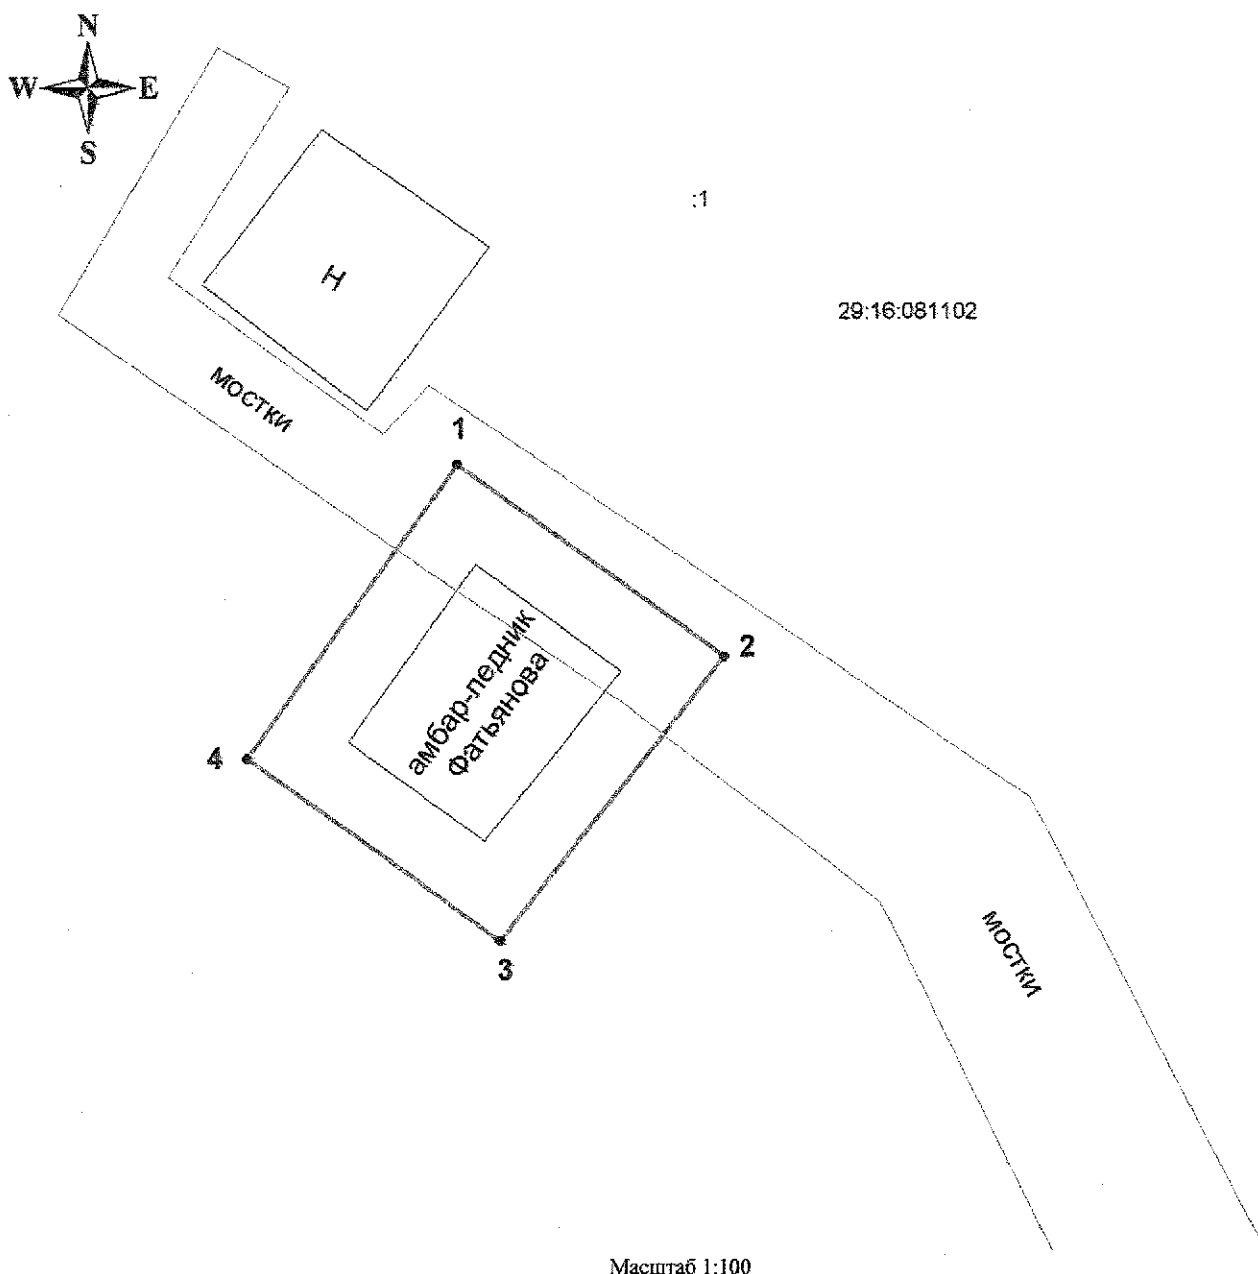 N
W E
S
:1
H
29:16:081102
мостки
1
2
амбар-ледник
Фатьянова
4
3
мостки
Масштаб 1:100